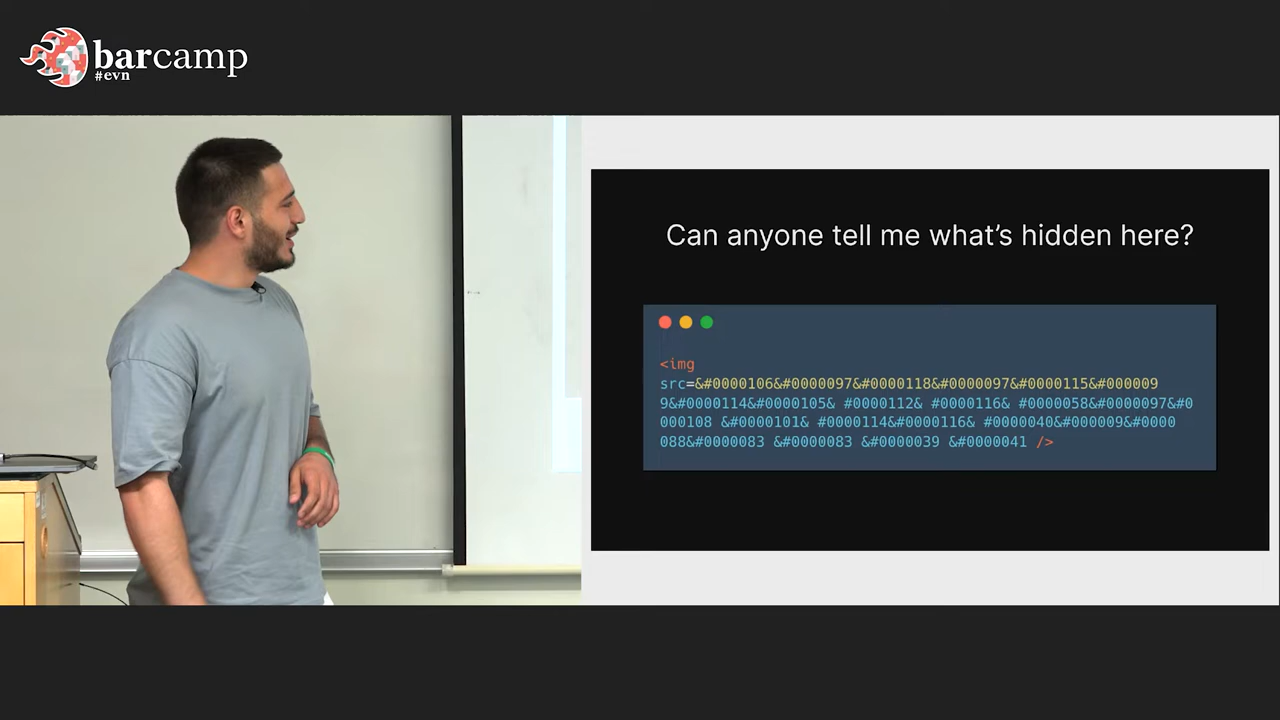 barcamp
#evn
Can anyone tell me what’s hidden here?
<img
src=&#0000106&#0000097&#0000118&#0000097&#0000115&#000009
9&#0000114&#0000105& #0000112& #0000116& #0000058&#0000097&#0
000108 &#0000101& #0000114&#0000116& #0000040&#000009&#0000
088&#0000083 &#0000083 &#0000039 &#0000041 />